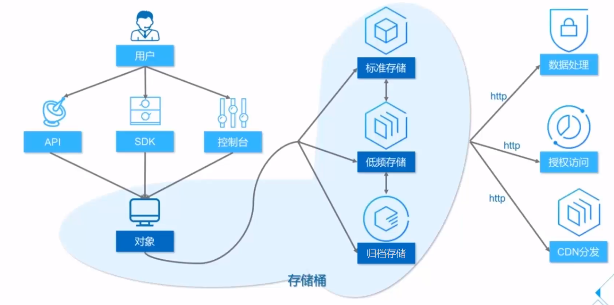 用户
API
SDK
控制台
对象
存储桶
标准存储
低频存储
归档存储
http
http
http
数据处理
授权访问
CDN分发